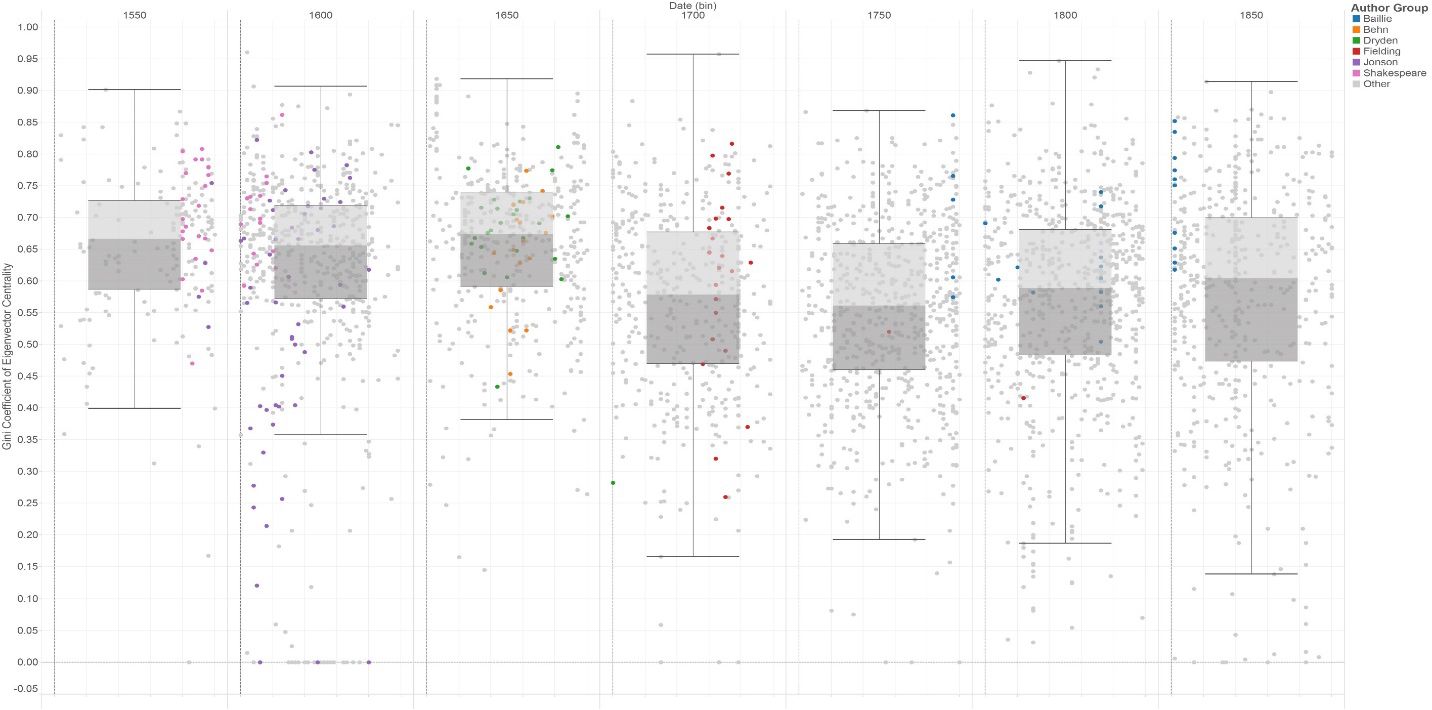 Date (bin)
1550 1600 1650 1700 1750 1800 1850
Author Group
Baillie
Behn
Dryden
Fielding
Jonson
Shakespeare
Other
Gini Coefficient of Eigenvector Centrality
1.00
0.95
0.90
0.85
0.80
0.75
0.70
0.65
0.60
0.55
0.50
0.45
0.40
0.35
0.30
0.25
0.20
0.15
0.10
0.05
0.00
-0.05